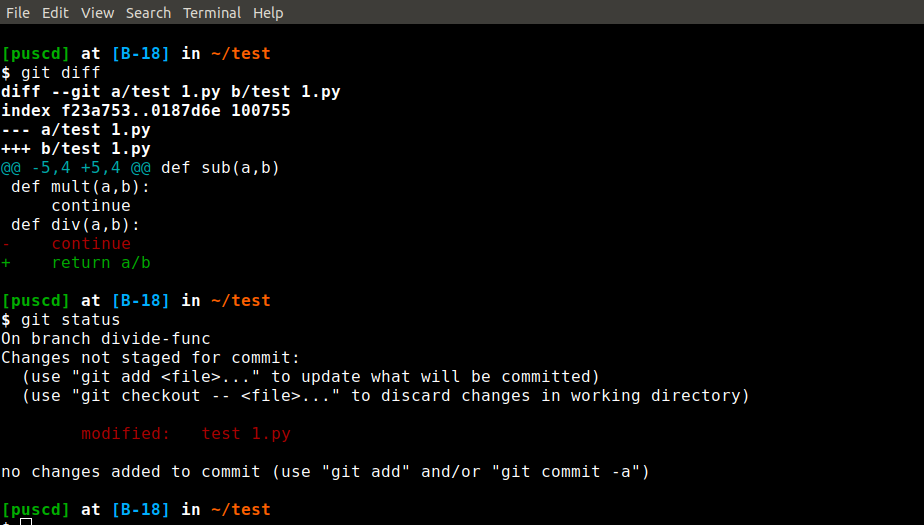 File Edit View Search Terminal Help
[puscd] at [B-18] in ~/test
$ git diff
diff --git a/test 1.py b/test 1.py
index f23a753..0187d6e 100755
--- a/test 1.py
+++ b/test 1.py
@@ -5,4 +5,4 @@ def sub(a,b)
 def mult(a,b):
     continue
 def div(a,b):
-    continue
+    return a/b
[puscd] at [B-18] in ~/test
$ git status
On branch divide-func
Changes not staged for commit:
  (use "git add <file>..." to update what will be committed)
  (use "git checkout -- <file>..." to discard changes in working directory)
        modified:   test 1.py
no changes added to commit (use "git add" and/or "git commit -a")
[puscd] at [B-18] in ~/test
$